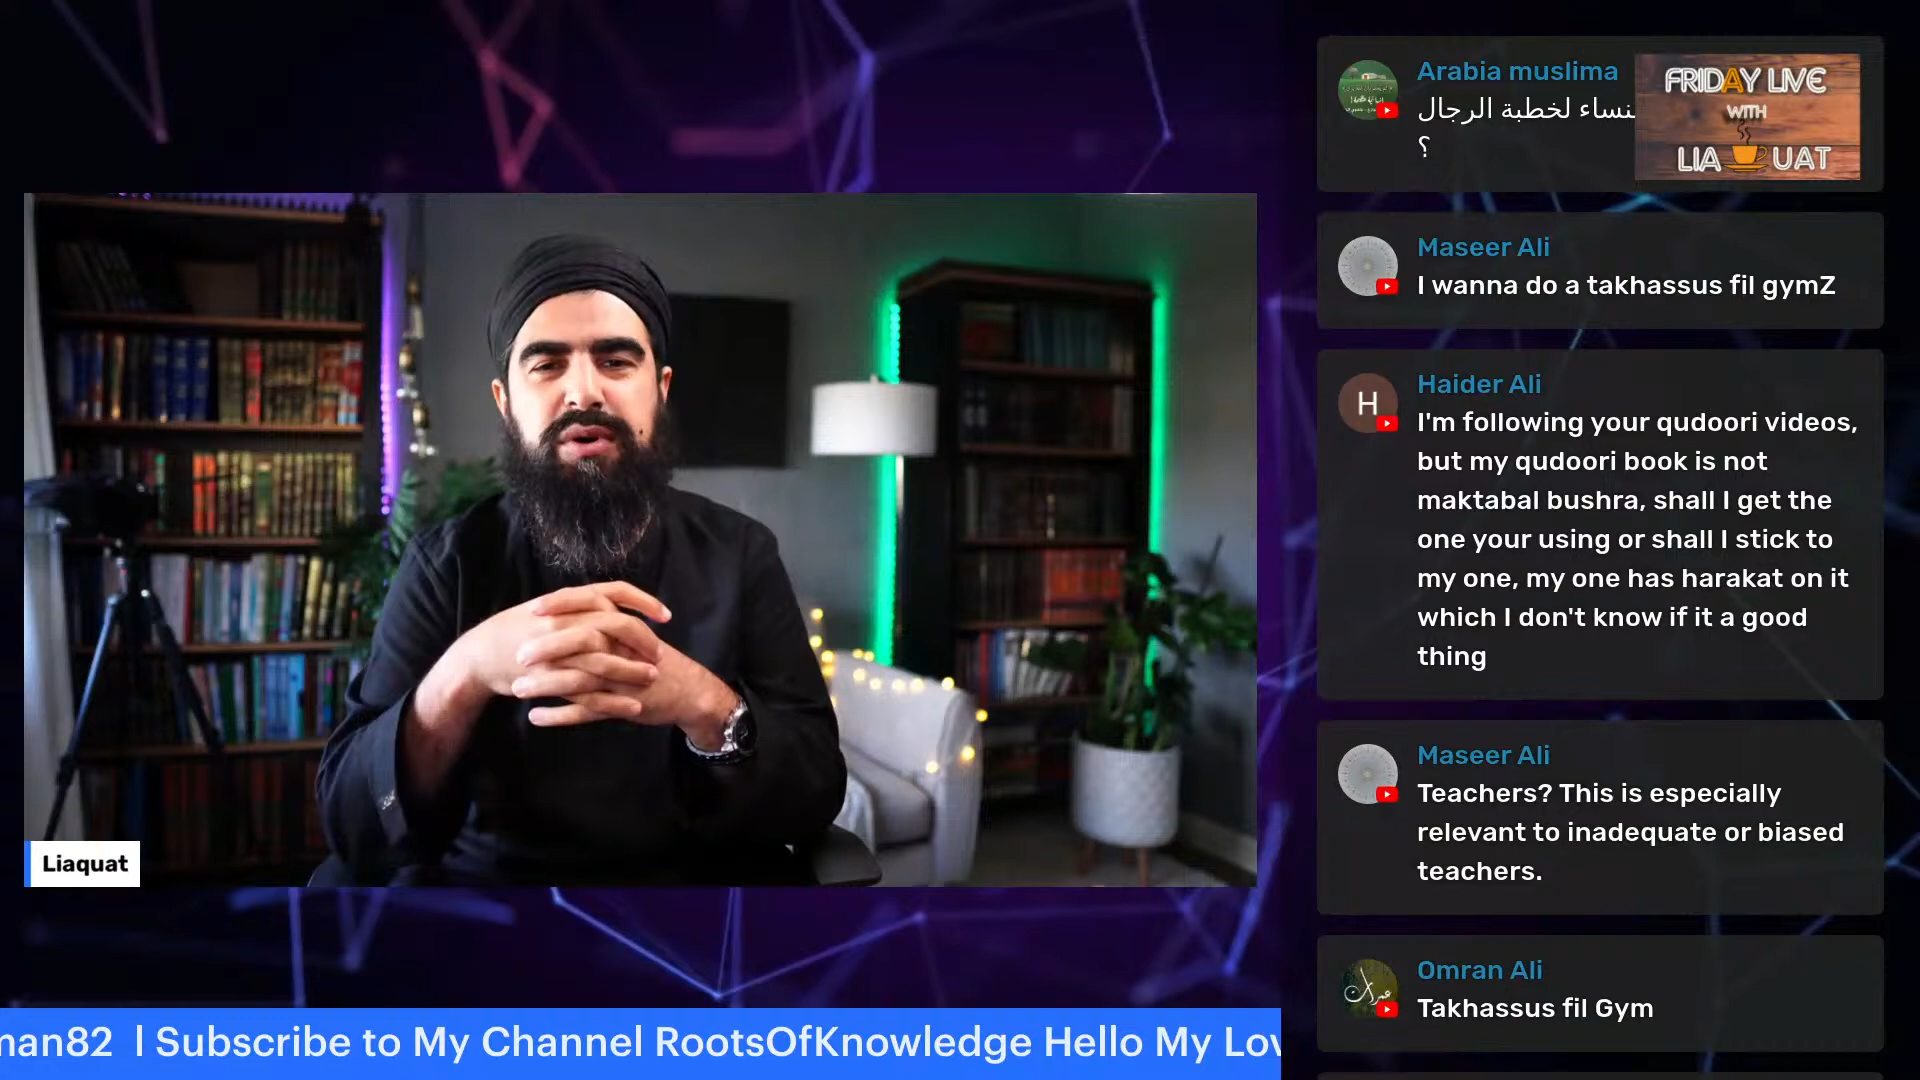 Arabia muslima
لنساء لخطبة الرجال
؟
FRIDAY LIVE
WITH
LIA UAT
Maseer Ali
I wanna do a takhassus fil gymZ
H
Haider Ali
I'm following your qudoori videos,
but my qudoori book is not
maktabal bushra, shall I get the
one your using or shall I stick to
my one, my one has harakat on it
which I don't know if it a good
thing
Maseer Ali
Teachers? This is especially
relevant to inadequate or biased
teachers.
Omran Ali
Takhassus fil Gym
Liaquat
man82 | Subscribe to My Channel RootsOfKnowledge Hello My Lov